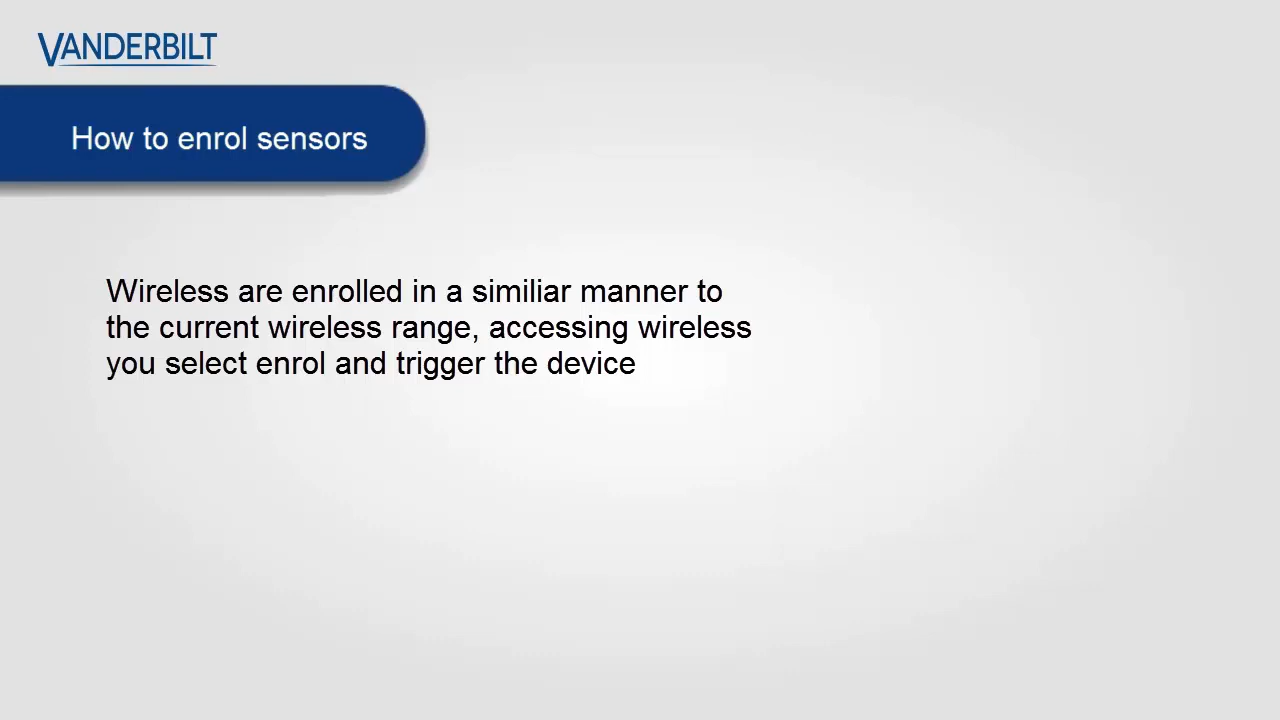 VANDERBILT
How to enrol sensors
Wireless are enrolled in a similiar manner to
the current wireless range, accessing wireless
you select enrol and trigger the device